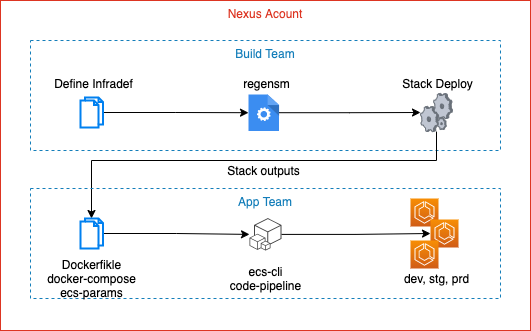 Nexus Acount
Build Team
Define Infradef
regensm
Stack Deploy
Stack outputs
App Team
Dockerfikle
docker-compose
ecs-params
ecs-cli
code-pipeline
dev, stg, prd